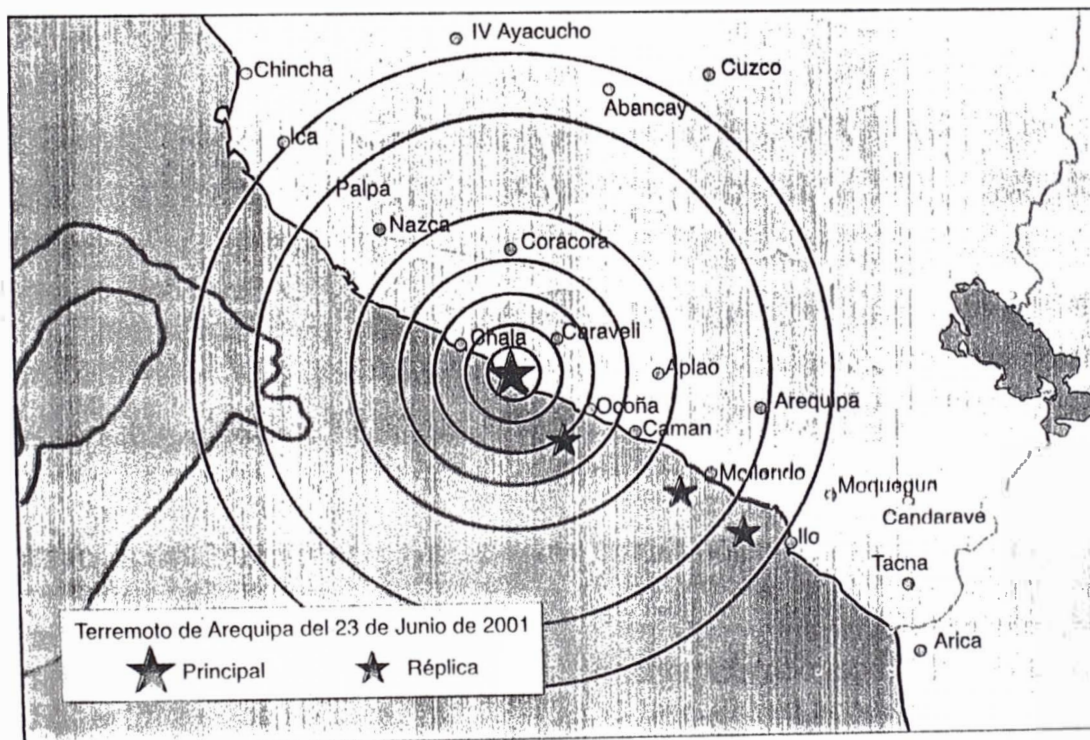 IV Ayacucho
Chincha
Cuzco
Abancay
Ica
Palpa
Nazca
Coracora
Chala
Caraveli
Aplao
Ocoña
Arequipa
Caman
Mollendo
Moquegun
Candarave
Ilo
Tacna
Arica
Terremoto de Arequipa del 23 de Junio de 2001
Principal
Réplica